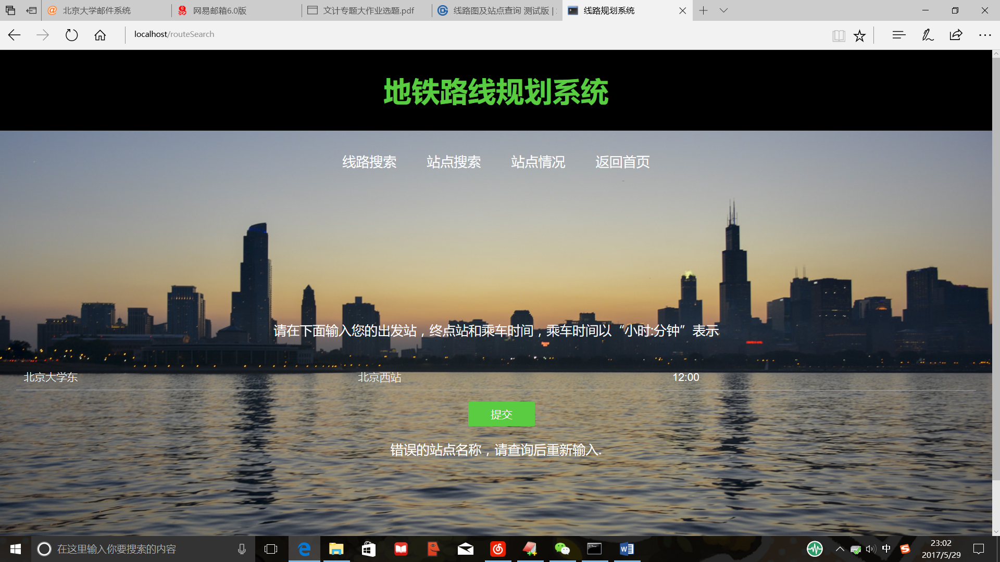 北京大学邮件系统
网易邮箱6.0版
文计专题大作业选题.pdf
线路图及站点查询 测试版 |
线路规划系统
localhost/routeSearch
地铁路线规划系统
线路搜索 站点搜索 站点情况 返回首页
请在下面输入您的出发站，终点站和乘车时间，乘车时间以“小时:分钟”表示
北京大学东 北京西站 12:00
提交
错误的站点名称，请查询后重新输入.
在这里输入你要搜索的内容
中
23:02
2017/5/29